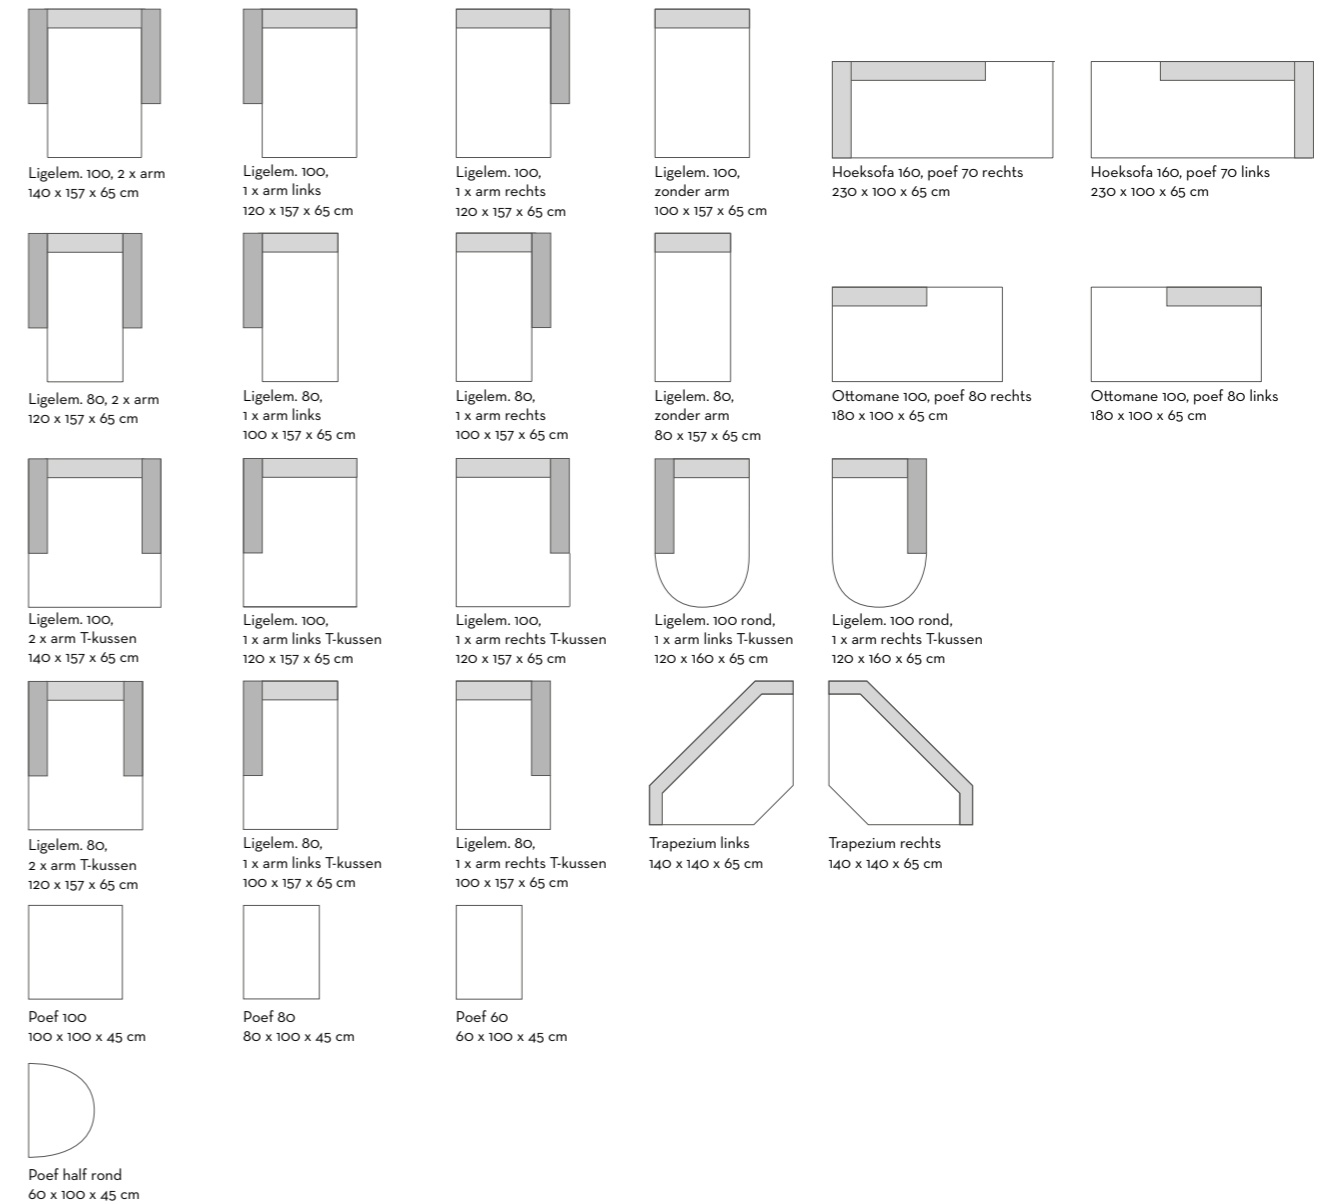 Ligelem. 100, 2 x arm
140 x 157 x 65 cm
Ligelem. 100,
1 x arm links
120 x 157 x 65 cm
Ligelem. 100,
1 x arm rechts
120 x 157 x 65 cm
Ligelem. 100,
zonder arm
100 x 157 x 65 cm
Hoeksofa 160, poef 70 rechts
230 x 100 x 65 cm
Hoeksofa 160, poef 70 links
230 x 100 x 65 cm
Ligelem. 80, 2 x arm
120 x 157 x 65 cm
Ligelem. 80,
1 x arm links
100 x 157 x 65 cm
Ligelem. 80,
1 x arm rechts
100 x 157 x 65 cm
Ligelem. 80,
zonder arm
80 x 157 x 65 cm
Ottomane 100, poef 80 rechts
180 x 100 x 65 cm
Ottomane 100, poef 80 links
180 x 100 x 65 cm
Ligelem. 100,
2 x arm T-kussen
140 x 157 x 65 cm
Ligelem. 100,
1 x arm links T-kussen
120 x 157 x 65 cm
Ligelem. 100,
1 x arm rechts T-kussen
120 x 157 x 65 cm
Ligelem. 100 rond,
1 x arm links T-kussen
120 x 160 x 65 cm
Ligelem. 100 rond,
1 x arm rechts T-kussen
120 x 160 x 65 cm
Ligelem. 80,
2 x arm T-kussen
120 x 157 x 65 cm
Ligelem. 80,
1 x arm links T-kussen
100 x 157 x 65 cm
Ligelem. 80,
1 x arm rechts T-kussen
100 x 157 x 65 cm
Trapezium links
140 x 140 x 65 cm
Trapezium rechts
140 x 140 x 65 cm
Poef 100
100 x 100 x 45 cm
Poef 80
80 x 100 x 45 cm
Poef 60
60 x 100 x 45 cm
Poef half rond
60 x 100 x 45 cm